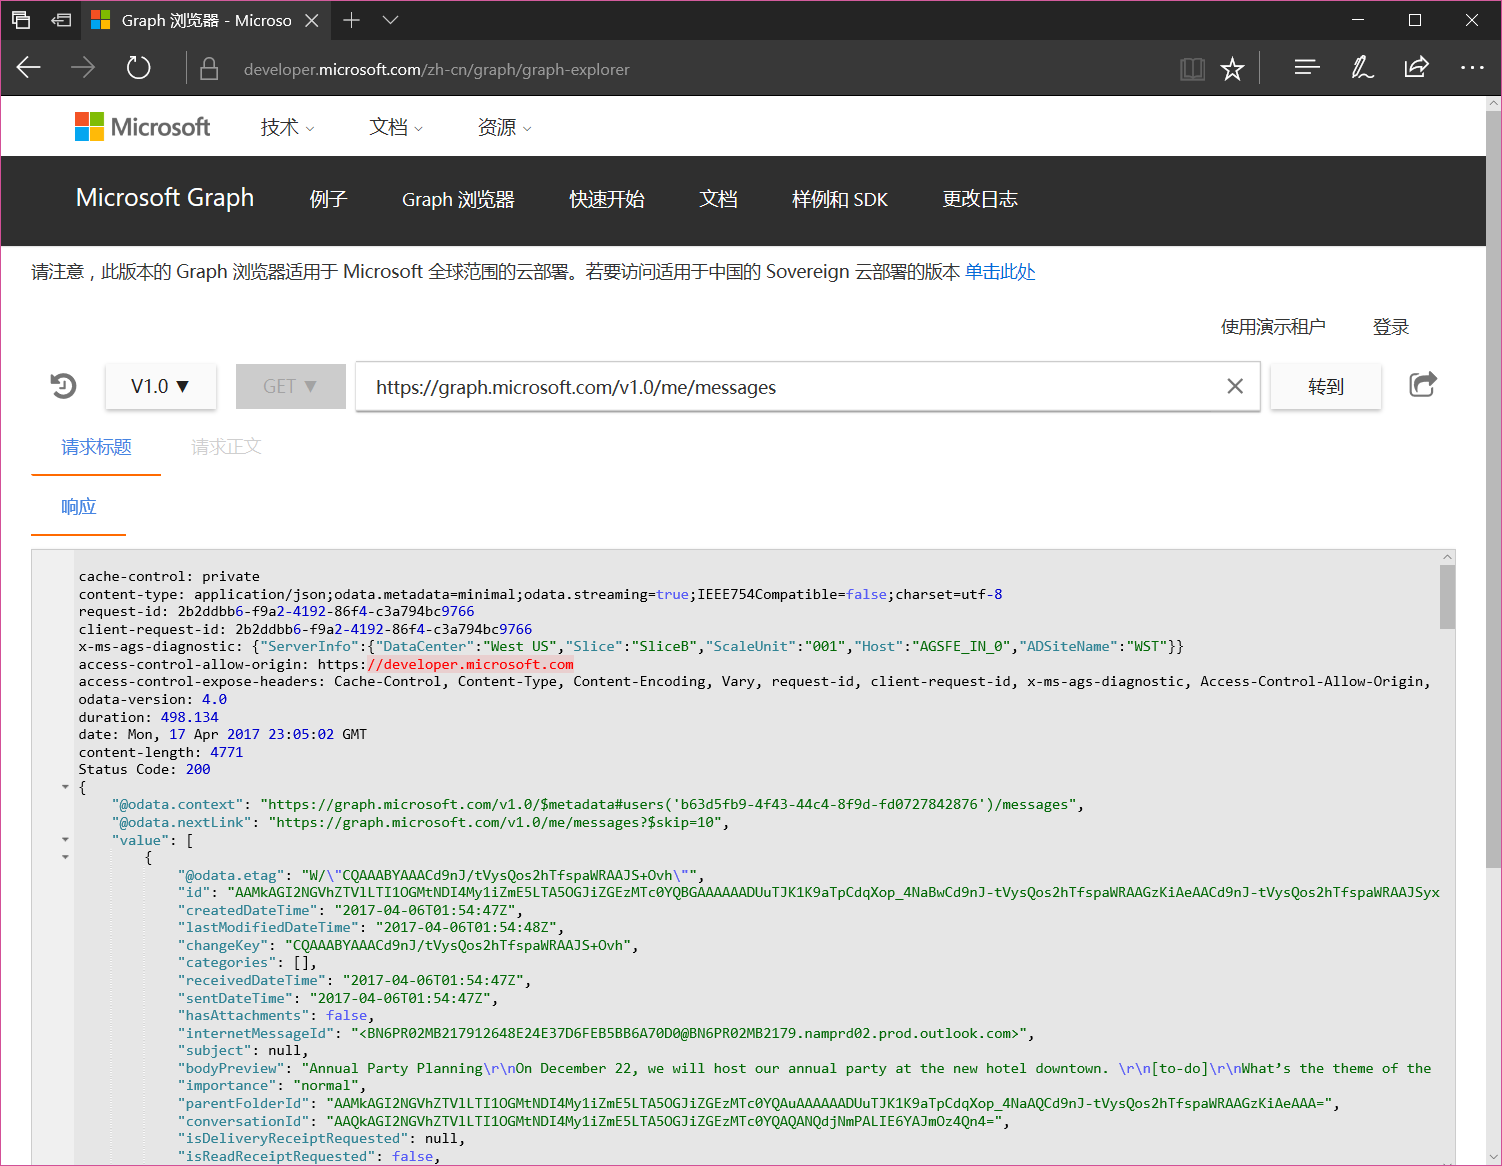 Graph 浏览器 - Microso
developer.microsoft.com/zh-cn/graph/graph-explorer
Microsoft 技术 文档 资源
Microsoft Graph 例子 Graph 浏览器 快速开始 文档 样例和 SDK 更改日志
请注意，此版本的 Graph 浏览器适用于 Microsoft 全球范围的云部署。若要访问适用于中国的 Sovereign 云部署的版本 单击此处
使用演示租户 登录
V1.0 ▼ GET ▼ https://graph.microsoft.com/v1.0/me/messages 转到
请求标题 请求正文
响应
cache-control: private
content-type: application/json;odata.metadata=minimal;odata.streaming=true;IEEE754Compatible=false;charset=utf-8
request-id: 2b2ddbb6-f9a2-4192-86f4-c3a794bc9766
client-request-id: 2b2ddbb6-f9a2-4192-86f4-c3a794bc9766
x-ms-ags-diagnostic: {"ServerInfo":{"DataCenter":"West US","Slice":"SliceB","ScaleUnit":"001","Host":"AGSFE_IN_0","ADSiteName":"WST"}}
access-control-allow-origin: https://developer.microsoft.com
access-control-expose-headers: Cache-Control, Content-Type, Content-Encoding, Vary, request-id, client-request-id, x-ms-ags-diagnostic, Access-Control-Allow-Origin,
odata-version: 4.0
duration: 498.134
date: Mon, 17 Apr 2017 23:05:02 GMT
content-length: 4771
Status Code: 200
{
"@odata.context": "https://graph.microsoft.com/v1.0/$metadata#users('b63d5fb9-4f43-44c4-8f9d-fd0727842876')/messages",
"@odata.nextLink": "https://graph.microsoft.com/v1.0/me/messages?$skip=10",
"value": [
{
"@odata.etag": "W/\"CQAAABYAAACd9nJ/tVysQos2hTfspaWRAAJS+Ovh\"",
"id": "AAMkAGI2NGVhZTVlLTI1OGMtNDI4My1iZmE5LTA5OGJiZGEzMTc0YQBGAAAAAADUuTJK1K9aTpCdqXop_4NaBwCd9nJ-tVysQos2hTfspaWRAAGzKiAeAACd9nJ-tVysQos2hTfspaWRAAJSyx
"createdDateTime": "2017-04-06T01:54:47Z",
"lastModifiedDateTime": "2017-04-06T01:54:48Z",
"changeKey": "CQAAABYAAACd9nJ/tVysQos2hTfspaWRAAJS+Ovh",
"categories": [],
"receivedDateTime": "2017-04-06T01:54:47Z",
"sentDateTime": "2017-04-06T01:54:47Z",
"hasAttachments": false,
"internetMessageId": "<BN6PR02MB217912648E24E37D6FEB5BB6A70D0@BN6PR02MB2179.namprd02.prod.outlook.com>",
"subject": null,
"bodyPreview": "Annual Party Planning\r\nOn December 22, we will host our annual party at the new hotel downtown. \r\n[to-do]\r\nWhat’s the theme of the
"importance": "normal",
"parentFolderId": "AAMkAGI2NGVhZTVlLTI1OGMtNDI4My1iZmE5LTA5OGJiZGEzMTc0YQAuAAAAAADUuTJK1K9aTpCdqXop_4NaAQCd9nJ-tVysQos2hTfspaWRAAGzKiAeAAA=",
"conversationId": "AAQkAGI2NGVhZTVlLTI1OGMtNDI4My1iZmE5LTA5OGJiZGEzMTc0YQAQANQdjNmPALIE6YAJmOz4Qn4=",
"isDeliveryReceiptRequested": null,
"isReadReceiptRequested": false,